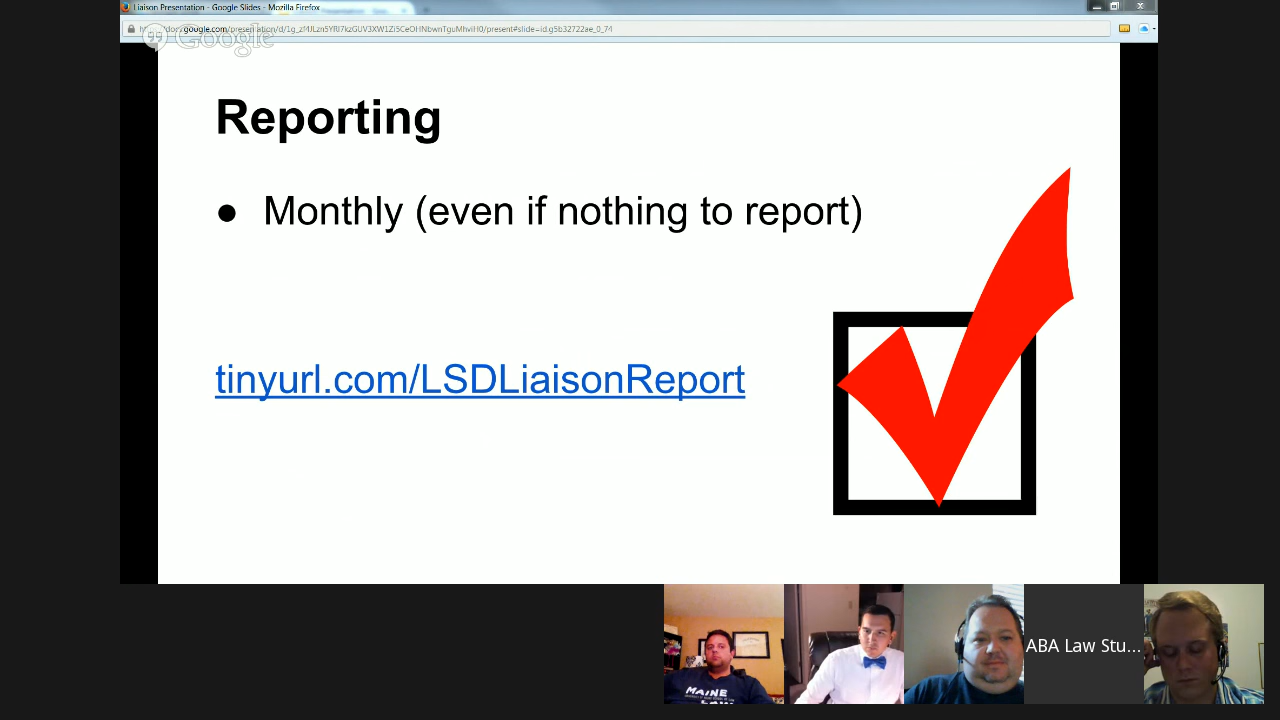 Liaison Presentation - Google Slides - Mozilla Firefox
Google
Reporting
● Monthly (even if nothing to report)
tinyurl.com/LSDLiaisonReport
MAINE
ABA Law Stu...